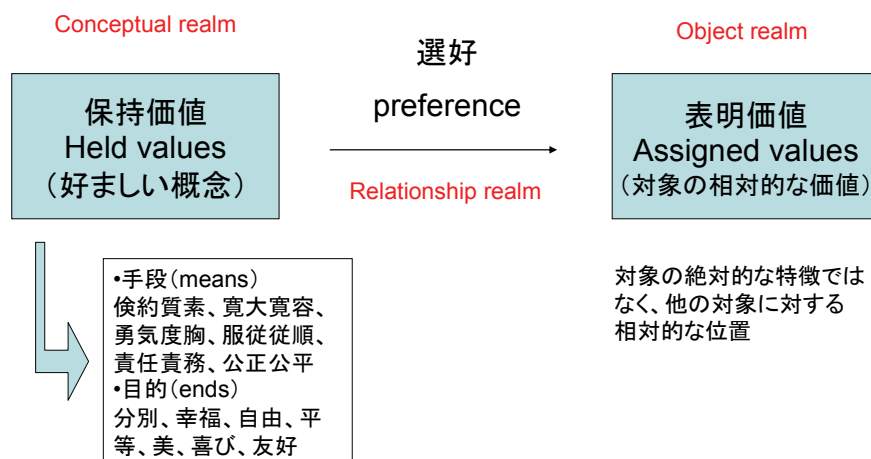 Conceptual realm
選好
preference
Object realm
保持価値
Held values
（好ましい概念）
Relationship realm
表明価値
Assigned values
（対象の相対的な価値）
•手段（means）
倹約質素、寛大寛容、
勇気度胸、服従従順、
責任責務、公正公平
•目的（ends）
分別、幸福、自由、平
等、美、喜び、友好
対象の絶対的な特徴では
なく、他の対象に対する
相対的な位置